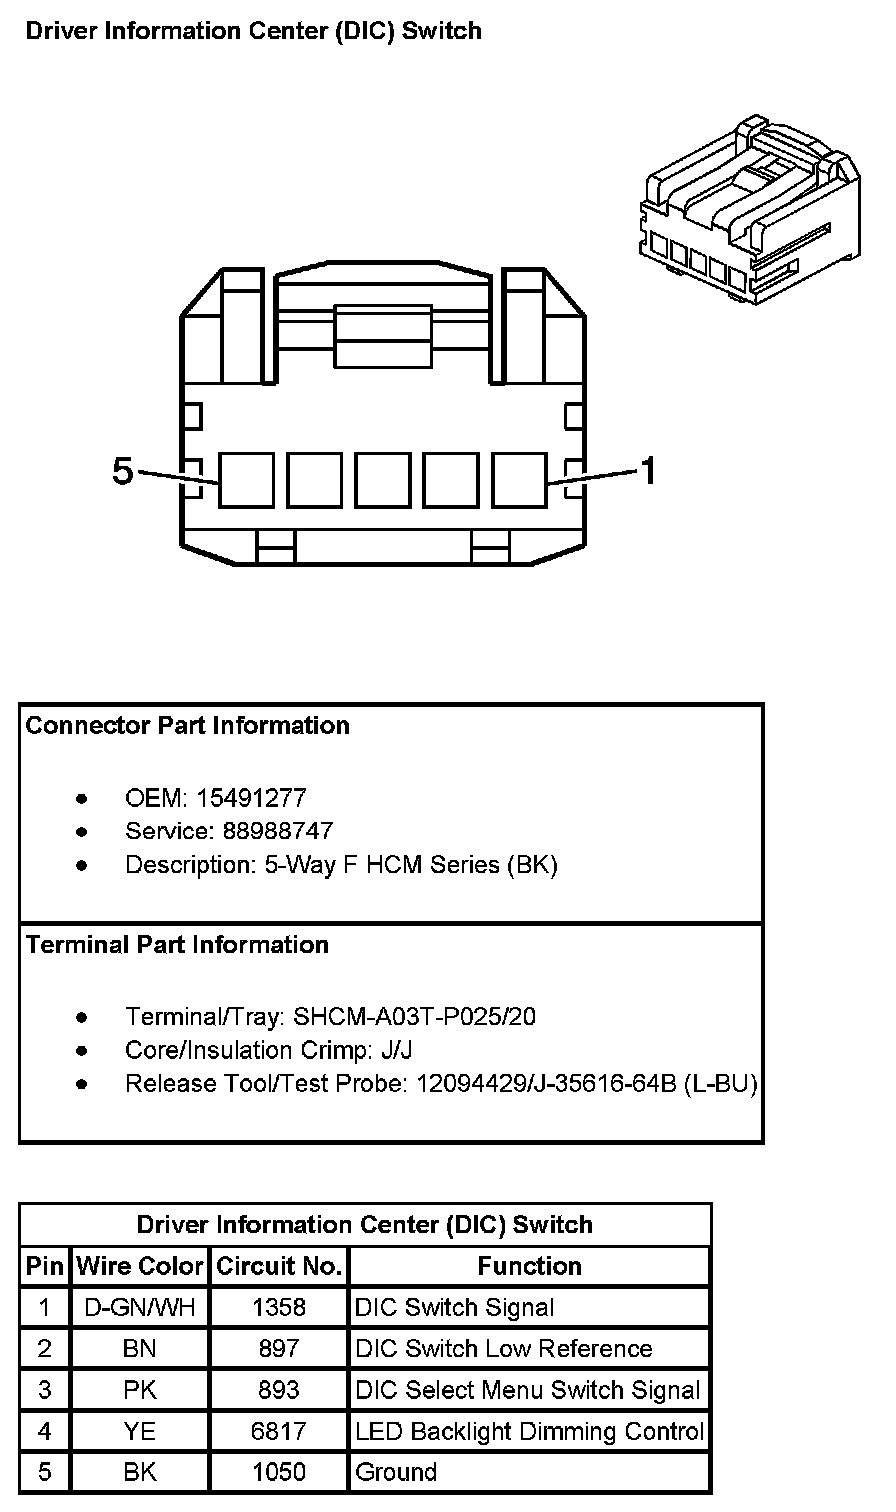 Driver Information Center (DIC) Switch
5
1
Connector Part Information
• OEM: 15491277
• Service: 88988747
• Description: 5-Way F HCM Series (BK)
Terminal Part Information
• Terminal/Tray: SHCM-A03T-P025/20
• Core/Insulation Crimp: J/J
• Release Tool/Test Probe: 12094429/J-35616-64B (L-BU)
Driver Information Center (DIC) Switch
Pin Wire Color Circuit No. Function
1 D-GN/WH 1358 DIC Switch Signal
2 BN 897 DIC Switch Low Reference
3 PK 893 DIC Select Menu Switch Signal
4 YE 6817 LED Backlight Dimming Control
5 BK 1050 Ground